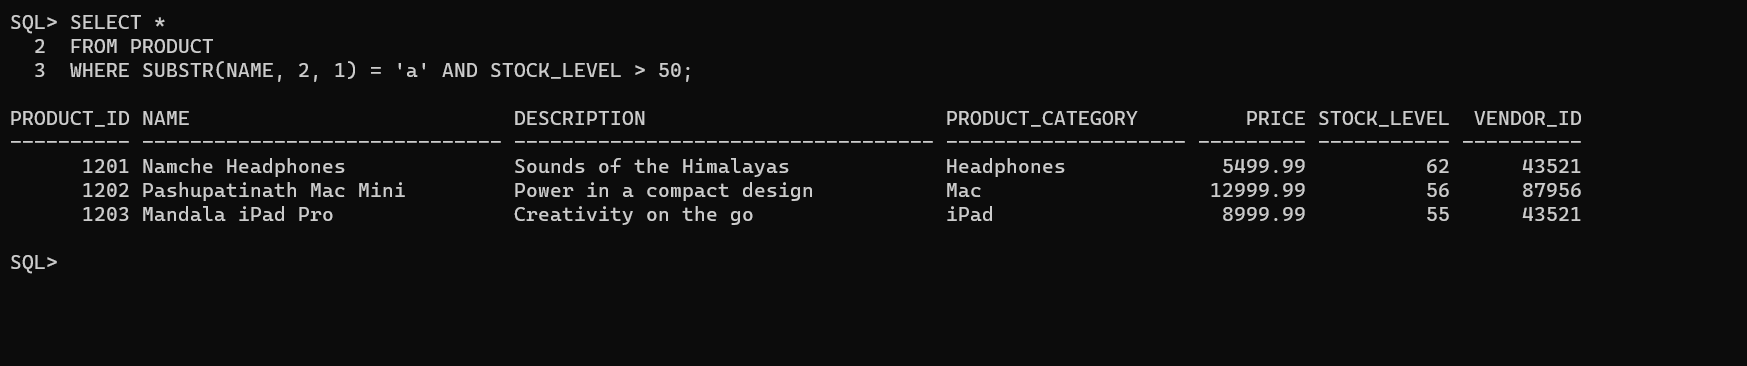 SQL> SELECT *
  2  FROM PRODUCT
  3  WHERE SUBSTR(NAME, 2, 1) = 'a' AND STOCK_LEVEL > 50;

PRODUCT_ID NAME                           DESCRIPTION                         PRODUCT_CATEGORY         PRICE STOCK_LEVEL  VENDOR_ID
---------- ------------------------------ ----------------------------------- -------------------- --------- ----------- ----------
      1201 Namche Headphones              Sounds of the Himalayas             Headphones             5499.99          62      43521
      1202 Pashupatinath Mac Mini         Power in a compact design           Mac                   12999.99          56      87956
      1203 Mandala iPad Pro               Creativity on the go                iPad                   8999.99          55      43521

SQL>